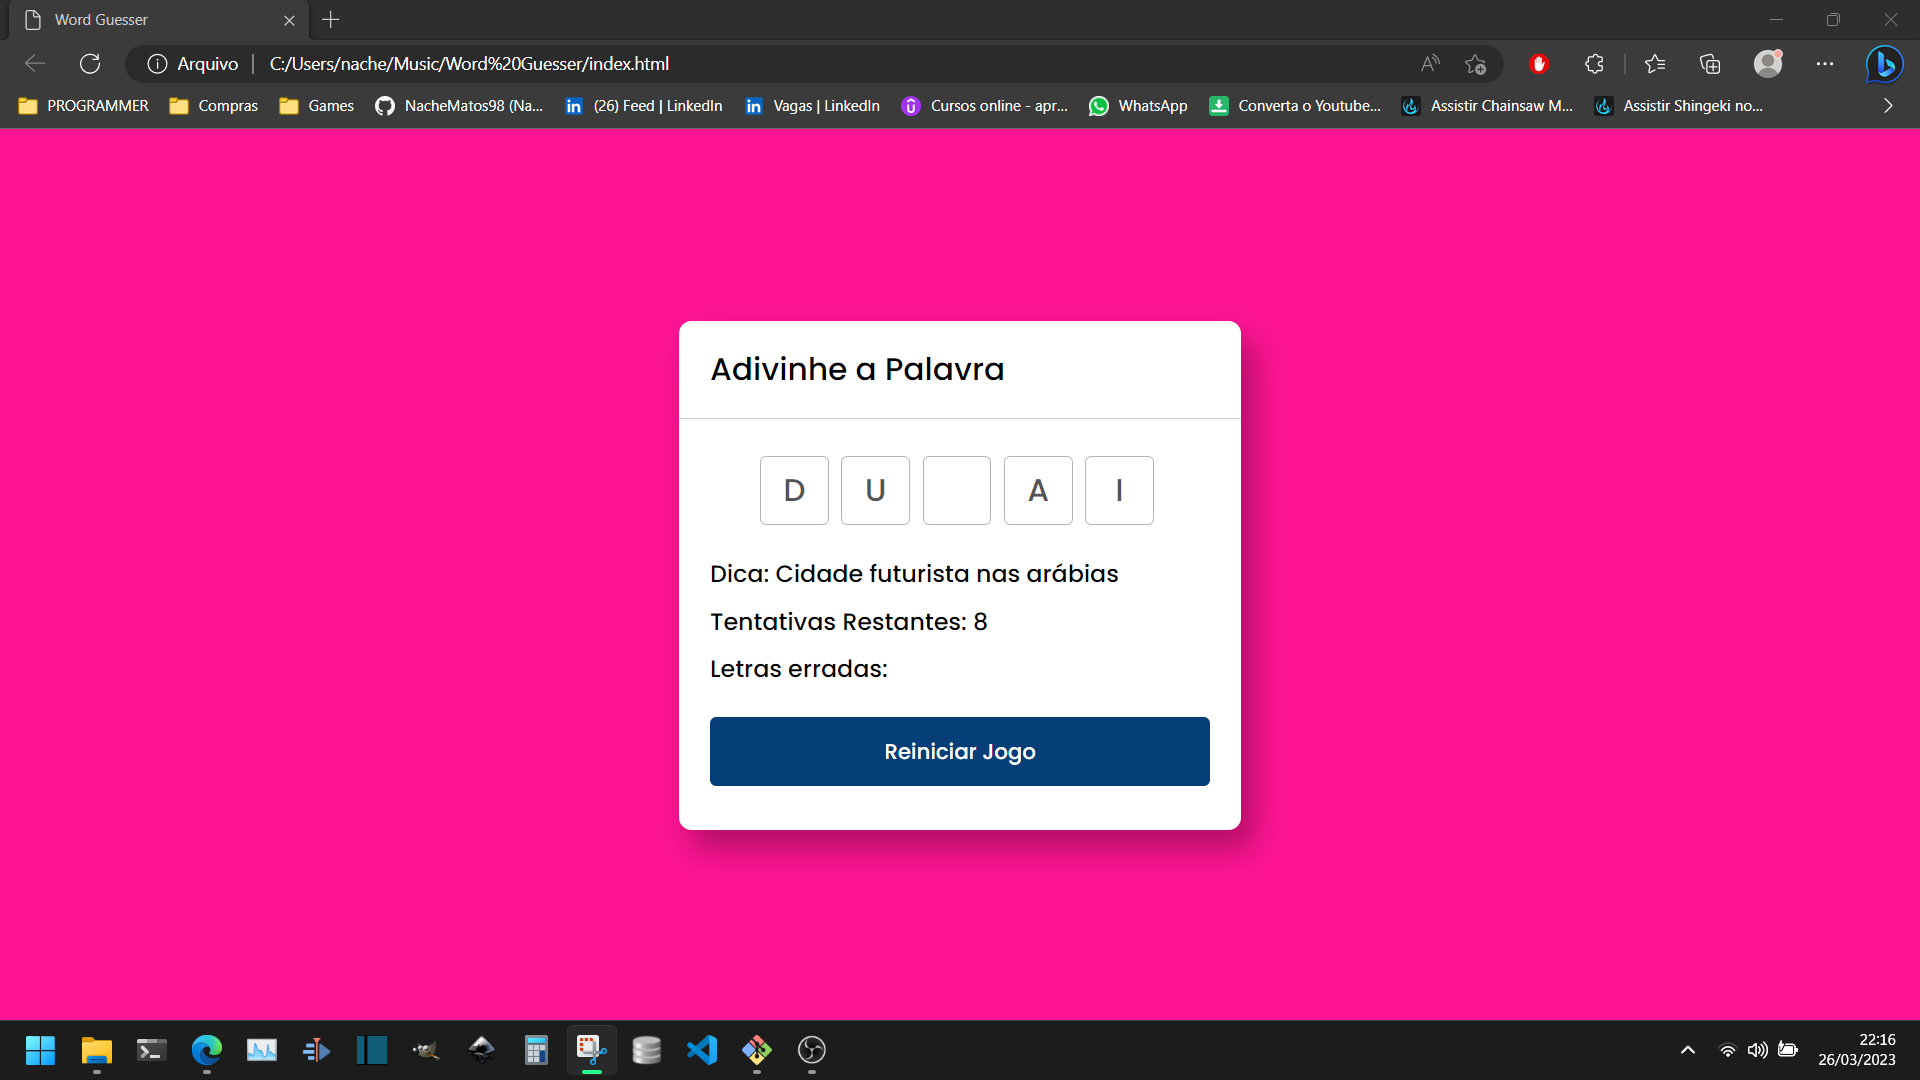 Word Guesser
Arquivo C:/Users/nache/Music/Word%20Guesser/index.html
PROGRAMMER Compras Games NacheMatos98 (Na... (26) Feed | LinkedIn Vagas | LinkedIn Cursos online - apr... WhatsApp Converta o Youtube... Assistir Chainsaw M... Assistir Shingeki no...
Adivinhe a Palavra
D U A I
Dica: Cidade futurista nas arábias
Tentativas Restantes: 8
Letras erradas:
Reiniciar Jogo
22:16
26/03/2023